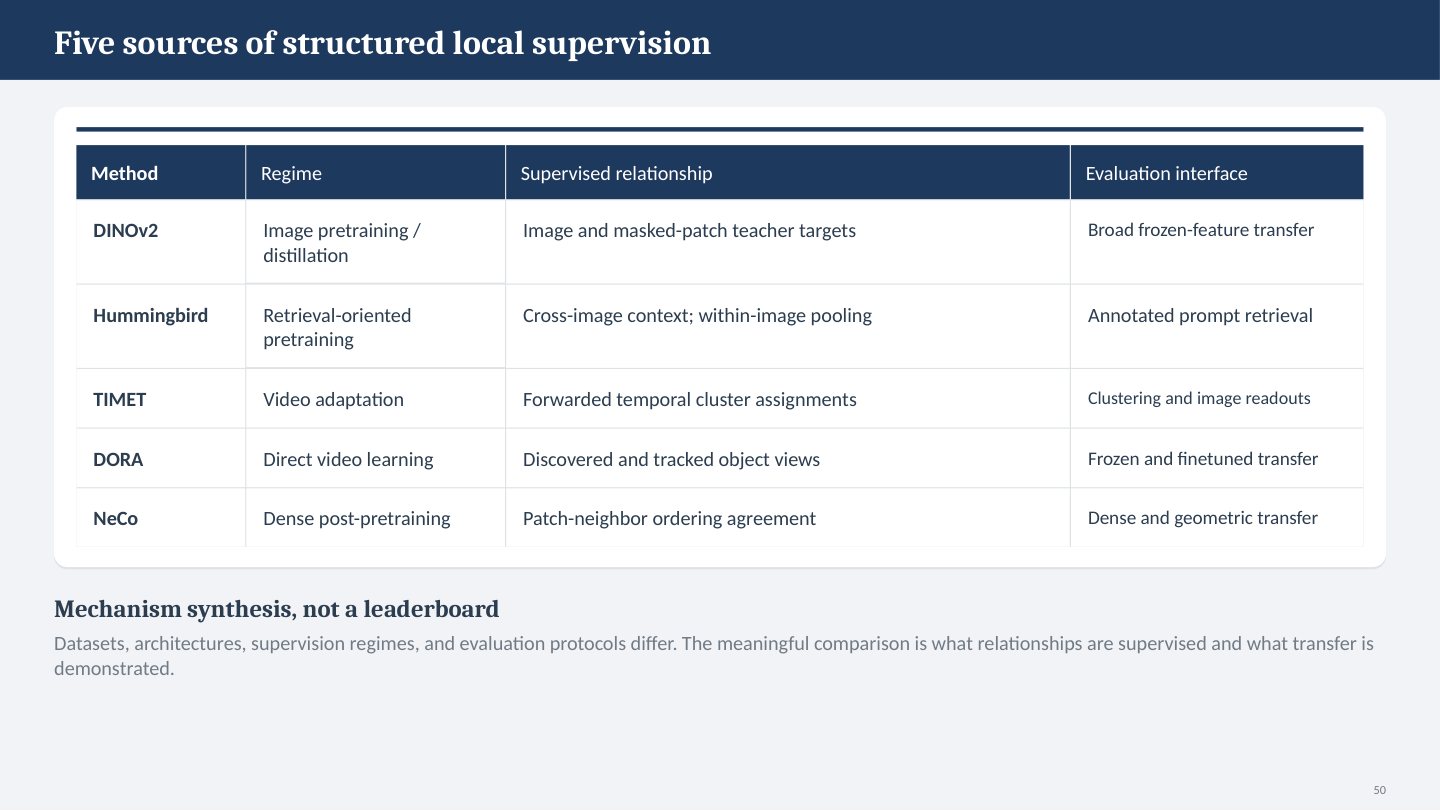 Five sources of structured local supervision
Method Regime Supervised relationship Evaluation interface
DINOv2 Image pretraining / Image and masked-patch teacher targets Broad frozen-feature transfer
distillation
Hummingbird Retrieval-oriented Cross-image context; within-image pooling Annotated prompt retrieval
pretraining
TIMET Video adaptation Forwarded temporal cluster assignments Clustering and image readouts
DORA Direct video learning Discovered and tracked object views Frozen and finetuned transfer
NeCo Dense post-pretraining Patch-neighbor ordering agreement Dense and geometric transfer
Mechanism synthesis, not a leaderboard
Datasets, architectures, supervision regimes, and evaluation protocols differ. The meaningful comparison is what relationships are supervised and what transfer is
demonstrated.
50